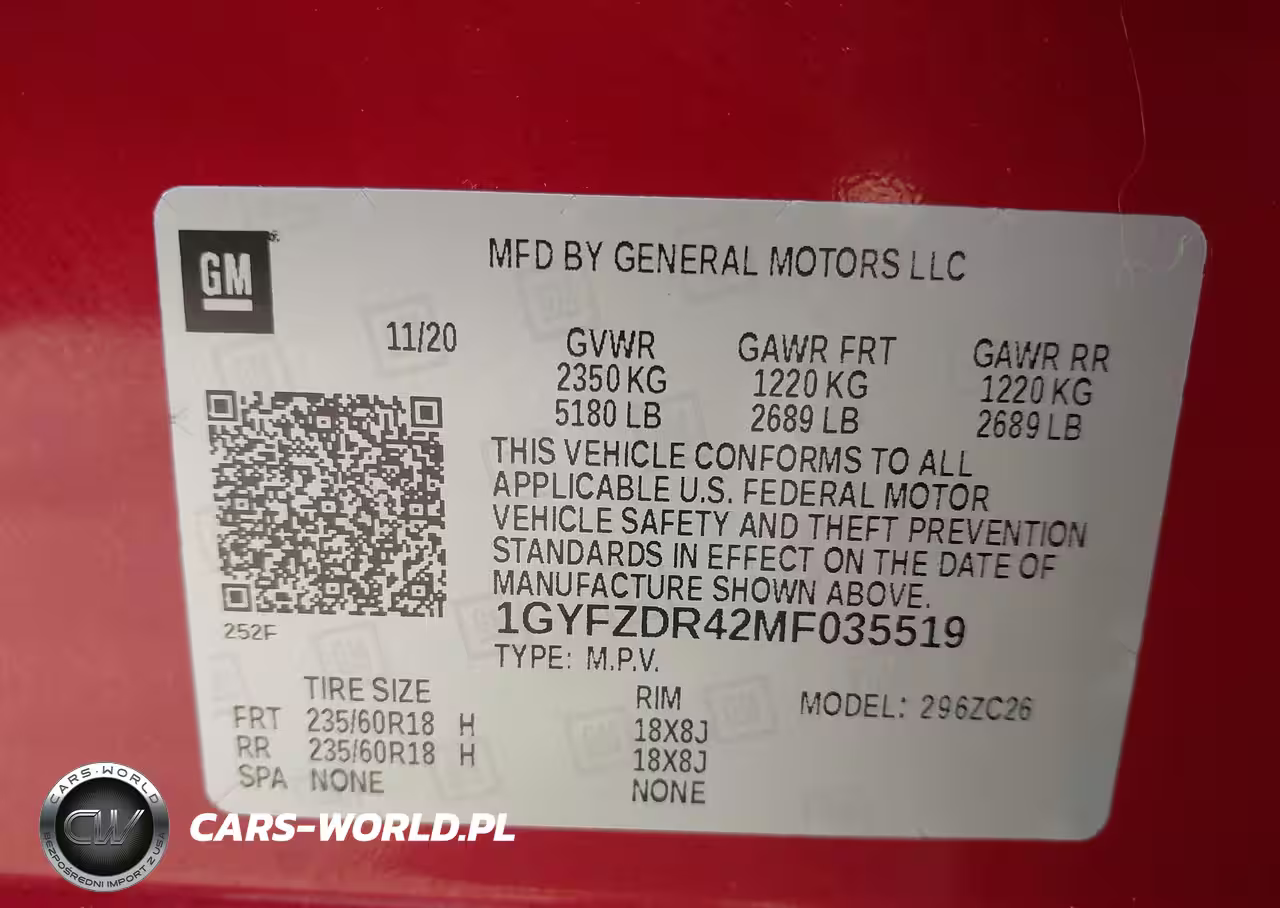 GM
MFD BY GENERAL MOTORS LLC
11/20 GVWR GAWR FRT GAWR RR
2350 KG 1220 KG 1220 KG
5180 LB 2689 LB 2689 LB
THIS VEHICLE CONFORMS TO ALL
APPLICABLE U.S. FEDERAL MOTOR
VEHICLE SAFETY AND THEFT PREVENTION
STANDARDS IN EFFECT ON THE DATE OF
MANUFACTURE SHOWN ABOVE.
1GYFZDR42MF035519
252F
TYPE: M.P.V.
TIRE SIZE RIM MODEL: 296ZC26
FRT 235/60R18 H 18X8J
RR 235/60R18 H 18X8J
SPA NONE NONE
CARS-WORLD
CW
BEZPOŚREDNI IMPORT Z USA
CARS-WORLD.PL